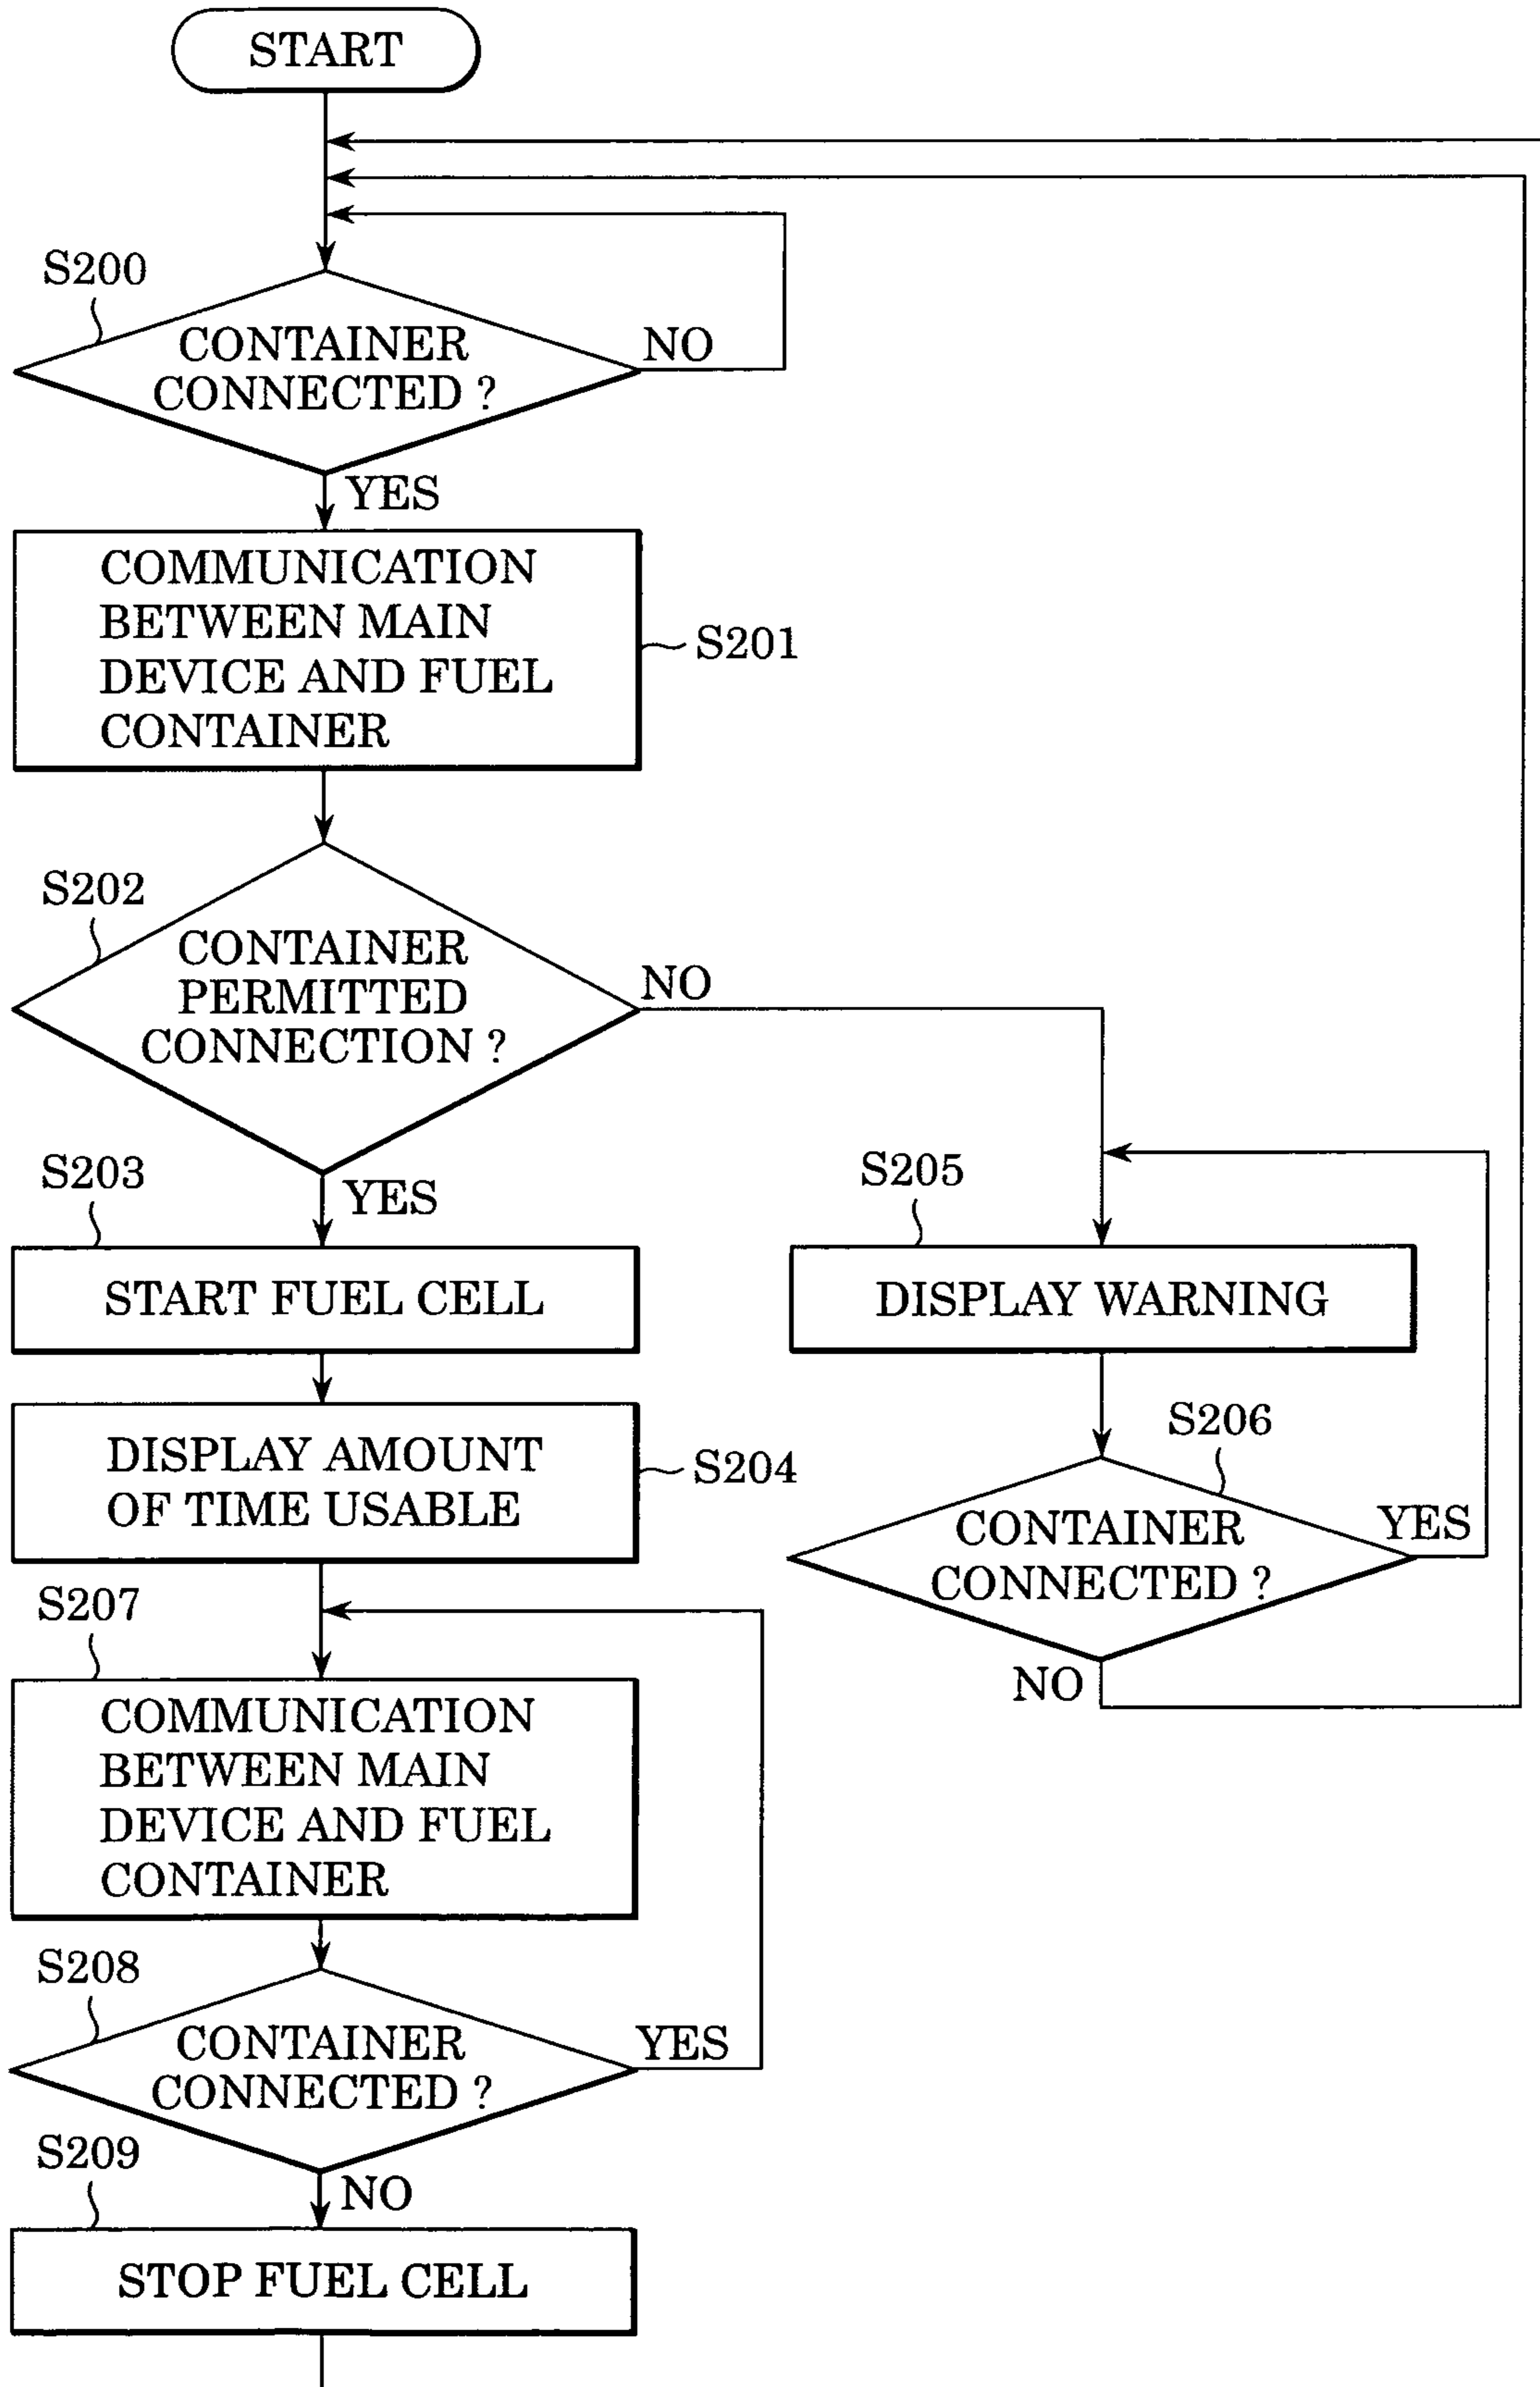 START
S200
CONTAINER
CONNECTED ?
NO
YES
COMMUNICATION
BETWEEN MAIN
DEVICE AND FUEL
CONTAINER
S201
S202
CONTAINER
PERMITTED
CONNECTION ?
NO
YES
S203
START FUEL CELL
S205
DISPLAY WARNING
DISPLAY AMOUNT
OF TIME USABLE
S204
S206
CONTAINER
CONNECTED ?
YES
NO
S207
COMMUNICATION
BETWEEN MAIN
DEVICE AND FUEL
CONTAINER
S208
CONTAINER
CONNECTED ?
YES
NO
S209
STOP FUEL CELL